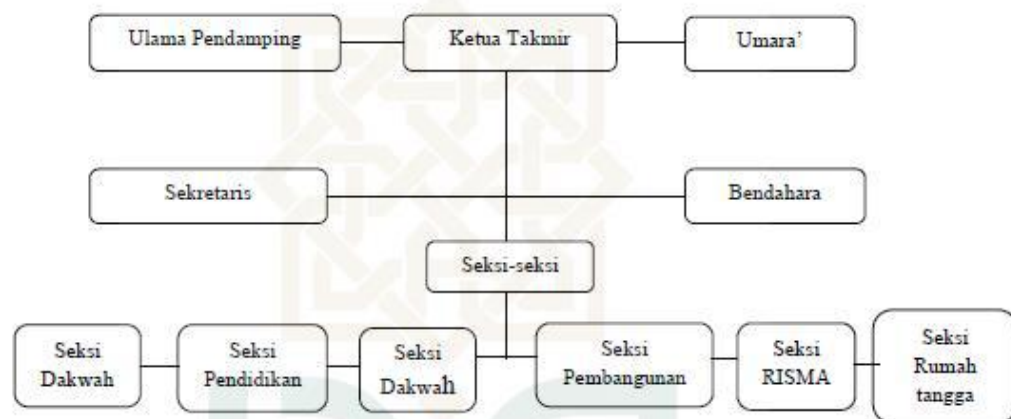 Ulama Pendamping
Ketua Takmir
Umara'
Sekretaris
Bendahara
Seksi-seksi
Seksi
Dakwah
Seksi
Pendidikan
Seksi
Dakwah
Seksi
Pembangunan
Seksi
RISMA
Seksi
Rumah
tangga